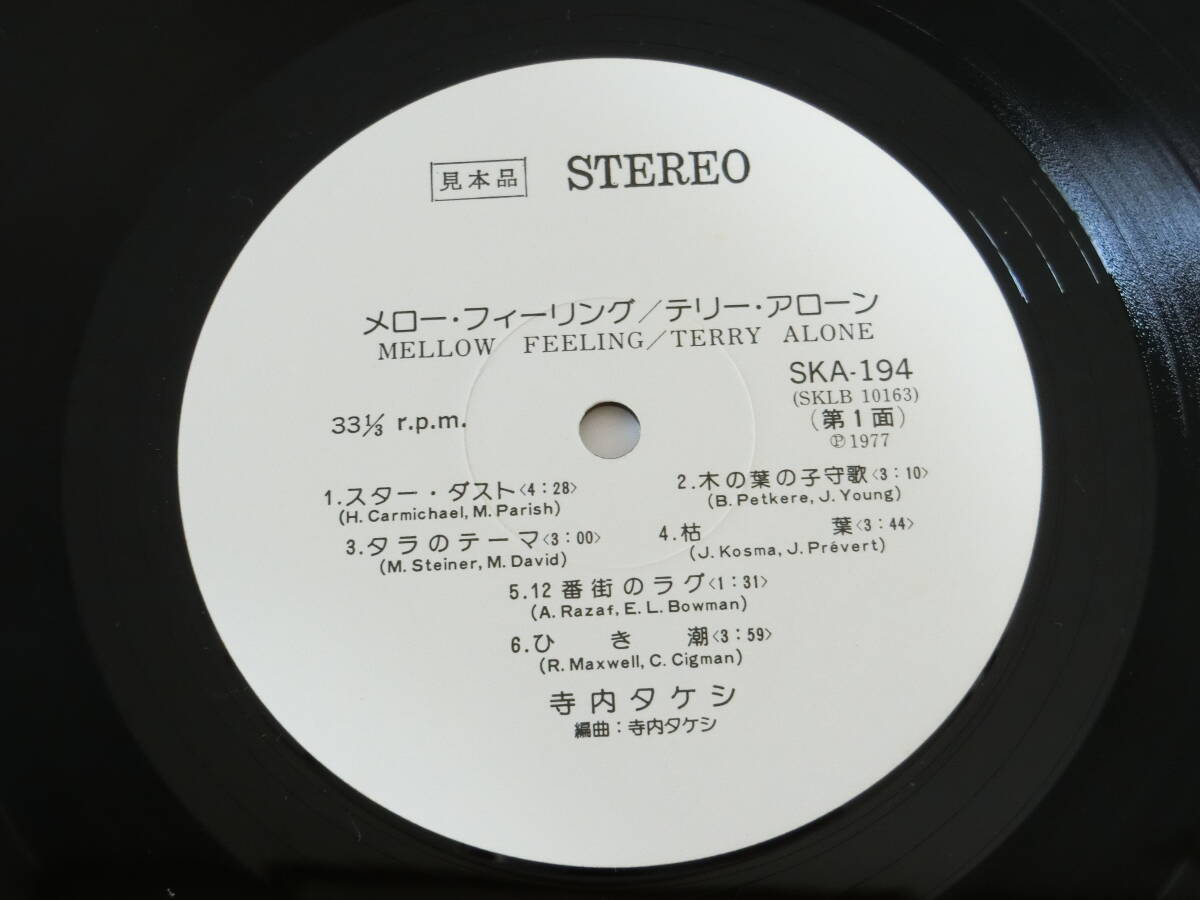 見本品 STEREO
メロー・フィーリング／テリー・アローン
MELLOW FEELING／TERRY ALONE
SKA-194
(SKLB 10163)
33⅓ r.p.m.
(第1面)
℗1977
1.スター・ダスト〈4:28〉
(H. Carmichael, M. Parish)
2.木の葉の子守歌〈3:10〉
(B. Petkere, J. Young)
3.タラのテーマ〈3:00〉
(M. Steiner, M. David)
4.枯 葉〈3:44〉
(J. Kosma, J. Prévert)
5.12番街のラグ〈1:31〉
(A. Razaf, E. L. Bowman)
6.ひ き 潮〈3:59〉
(R. Maxwell, C. Cigman)
寺内タケシ
編曲：寺内タケシ